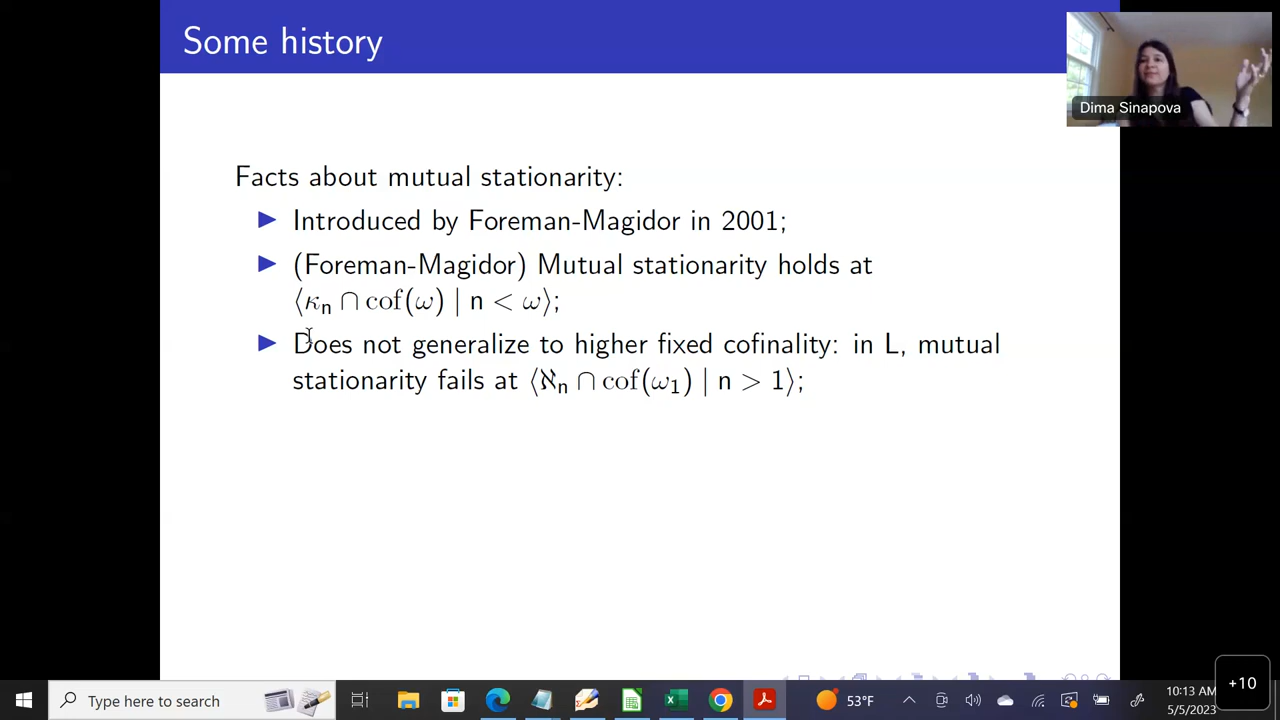 Some history
Dima Sinapova
Facts about mutual stationarity:
▶ Introduced by Foreman-Magidor in 2001;
▶ (Foreman-Magidor) Mutual stationarity holds at
⟨κₙ ∩ cof(ω) | n < ω⟩;
▶ Does not generalize to higher fixed cofinality: in L, mutual
stationarity fails at ⟨ℵₙ ∩ cof(ω₁) | n > 1⟩;
+10
Type here to search
53°F
10:13 AM
5/5/2023